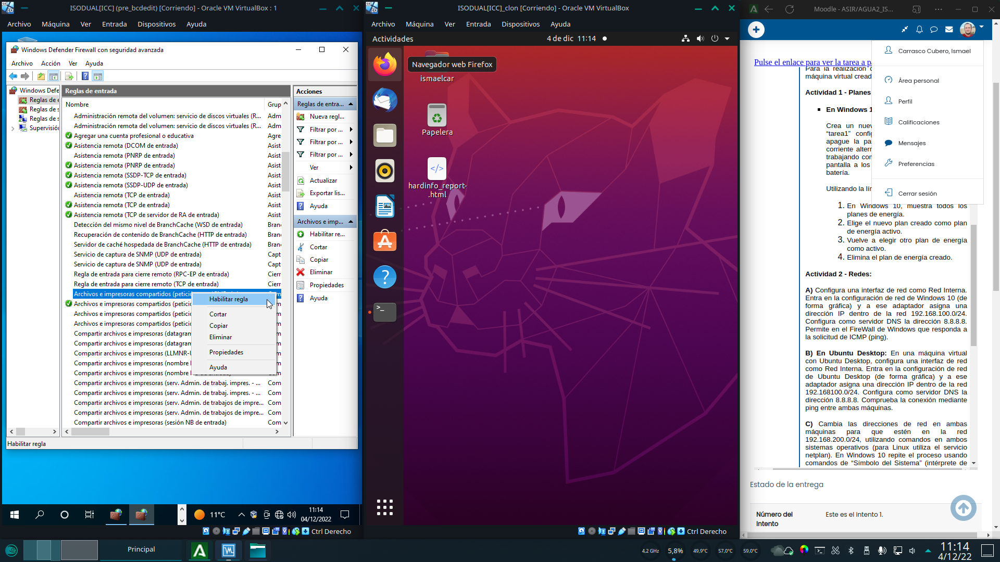 ISODUAL[ICC] (pre_bcdedit) [Corriendo] - Oracle VM VirtualBox : 1
Archivo Máquina Ver Entrada Dispositivos Ayuda
Windows Defender Firewall con seguridad avanzada
Archivo Acción Ver Ayuda
Windows Defe
Reglas de e
Reglas de s
Reglas de s
Supervisión
Reglas de entrada
Nombre Grup
Administración remota del volumen: servicio de discos virtuales (R... Adm
Administración remota del volumen: servicio de discos virtuales (R... Adm
Agregar una cuenta profesional o educativa Agre
Asistencia remota (DCOM de entrada) Asist
Asistencia remota (PNRP de entrada) Asist
Asistencia remota (PNRP de entrada) Asist
Asistencia remota (SSDP-TCP de entrada) Asist
Asistencia remota (SSDP-UDP de entrada) Asist
Asistencia remota (TCP de entrada) Asist
Asistencia remota (TCP de entrada) Asist
Asistencia remota (TCP de servidor de RA de entrada) Asist
Detección del mismo nivel de BranchCache (WSD de entrada) Bran
Recuperación de contenido de BranchCache (HTTP de entrada) Bran
Servidor de caché hospedada de BranchCache (HTTP de entrada) Bran
Servicio de captura de SNMP (UDP de entrada) Capt
Servicio de captura de SNMP (UDP de entrada) Capt
Regla de entrada para cierre remoto (RPC-EP de entrada) Cierr
Regla de entrada para cierre remoto (TCP de entrada) Cierr
Archivos e impresoras compartidos (petició
Archivos e impresoras compartidos (petició
Archivos e impresoras compartidos (petició
Archivos e impresoras compartidos (petició
Compartir archivos e impresoras (datagram
Compartir archivos e impresoras (datagram
Compartir archivos e impresoras (LLMNR-U
Compartir archivos e impresoras (nombre
Compartir archivos e impresoras (nombre
Compartir archivos e impresoras (serv. Admin. de trabaj. impres. - ... Com
Compartir archivos e impresoras (serv. Admin. de trabaj. impres. - ... Com
Compartir archivos e impresoras (serv. Admin. de trabajos de impre... Com
Compartir archivos e impresoras (serv. Admin. de trabajos de impre... Com
Compartir archivos e impresoras (sesión NB de entrada) Com
Habilitar regla
Cortar
Copiar
Eliminar
Propiedades
Ayuda
Acciones
Reglas de entra...
Nueva regl...
Filtrar por ...
Filtrar por ...
Filtrar por ...
Ver
Actualizar
Exportar lis...
Ayuda
Archivos e imp...
Habilitar re...
Cortar
Copiar
Eliminar
Propiedades
Ayuda
Habilitar regla
11°C
11:14
04/12/2022
Ctrl Derecho
ISODUAL[ICC]_clon [Corriendo] - Oracle VM VirtualBox
Archivo Máquina Ver Entrada Dispositivos Ayuda
Actividades
4 de dic 11:14
Navegador web Firefox
ismaelcar
Papelera
hardinfo_report-
.html
Ctrl Derecho
Moodle - ASIR/AGUA2_IS...
Carrasco Cubero, Ismael
Área personal
Perfil
Calificaciones
Mensajes
Preferencias
Cerrar sesión
Pulse el enlace para ver la tarea a pa
Para la realización d
máquina virtual cread
Actividad 1 - Planes
En Windows 1
Crea un nuev
“tarea1” config
apague la pa
corriente altern
trabajando con
pantalla a los
batería.
Utilizando la lín
1. En Windows 10, muestra todos los
planes de energía.
2. Elige el nuevo plan creado como plan
de energía activo.
3. Vuelve a elegir otro plan de energía
como activo.
4. Elimina el plan de energía creado.
Actividad 2 - Redes:
A) Configura una interfaz de red como Red Interna.
Entra en la configuración de red de Windows 10 (de
forma gráfica) y a ese adaptador asigna una
dirección IP dentro de la red 192.168.100.0/24.
Configura como servidor DNS la dirección 8.8.8.8.
Permite en el FireWall de Windows que responda a
la solicitud de ICMP (ping).
B) En Ubuntu Desktop: En una máquina virtual
con Ubuntu Desktop, configura una interfaz de red
como Red Interna. Entra en la configuración de red
de Ubuntu Desktop (de forma gráfica) y a ese
adaptador asigna una dirección IP dentro de la red
192.168100.0/24. Configura como servidor DNS la
dirección 8.8.8.8. Comprueba la conexión mediante
ping entre ambas máquinas.
C) Cambia las direcciones de red en ambas
máquinas para que estén en la red
192.168.200.0/24, utilizando comandos en ambos
sistemas operativos (para Linux utiliza el servicio
netplan). En Windows 10 repite el proceso usando
comandos de “Símbolo del Sistema” (intérprete de
Estado de la entrega
Número del
Intento
Este es el intento 1.
Principal
4,2 GHz 5,8% 49,9°C 57,0°C 59,0°C
11:14
4/12/22